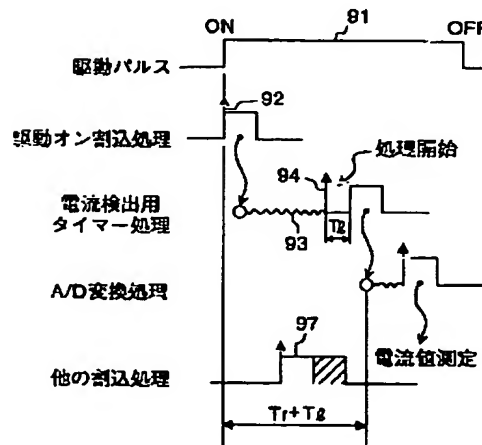 ON
91
OFF
駆動パルス
92
駆動オン割込処理
94
処理開始
電流検出用
タイマー処理
93
Tℓ
A/D変換処理
97
電流値測定
他の割込処理
Tr+Tℓ